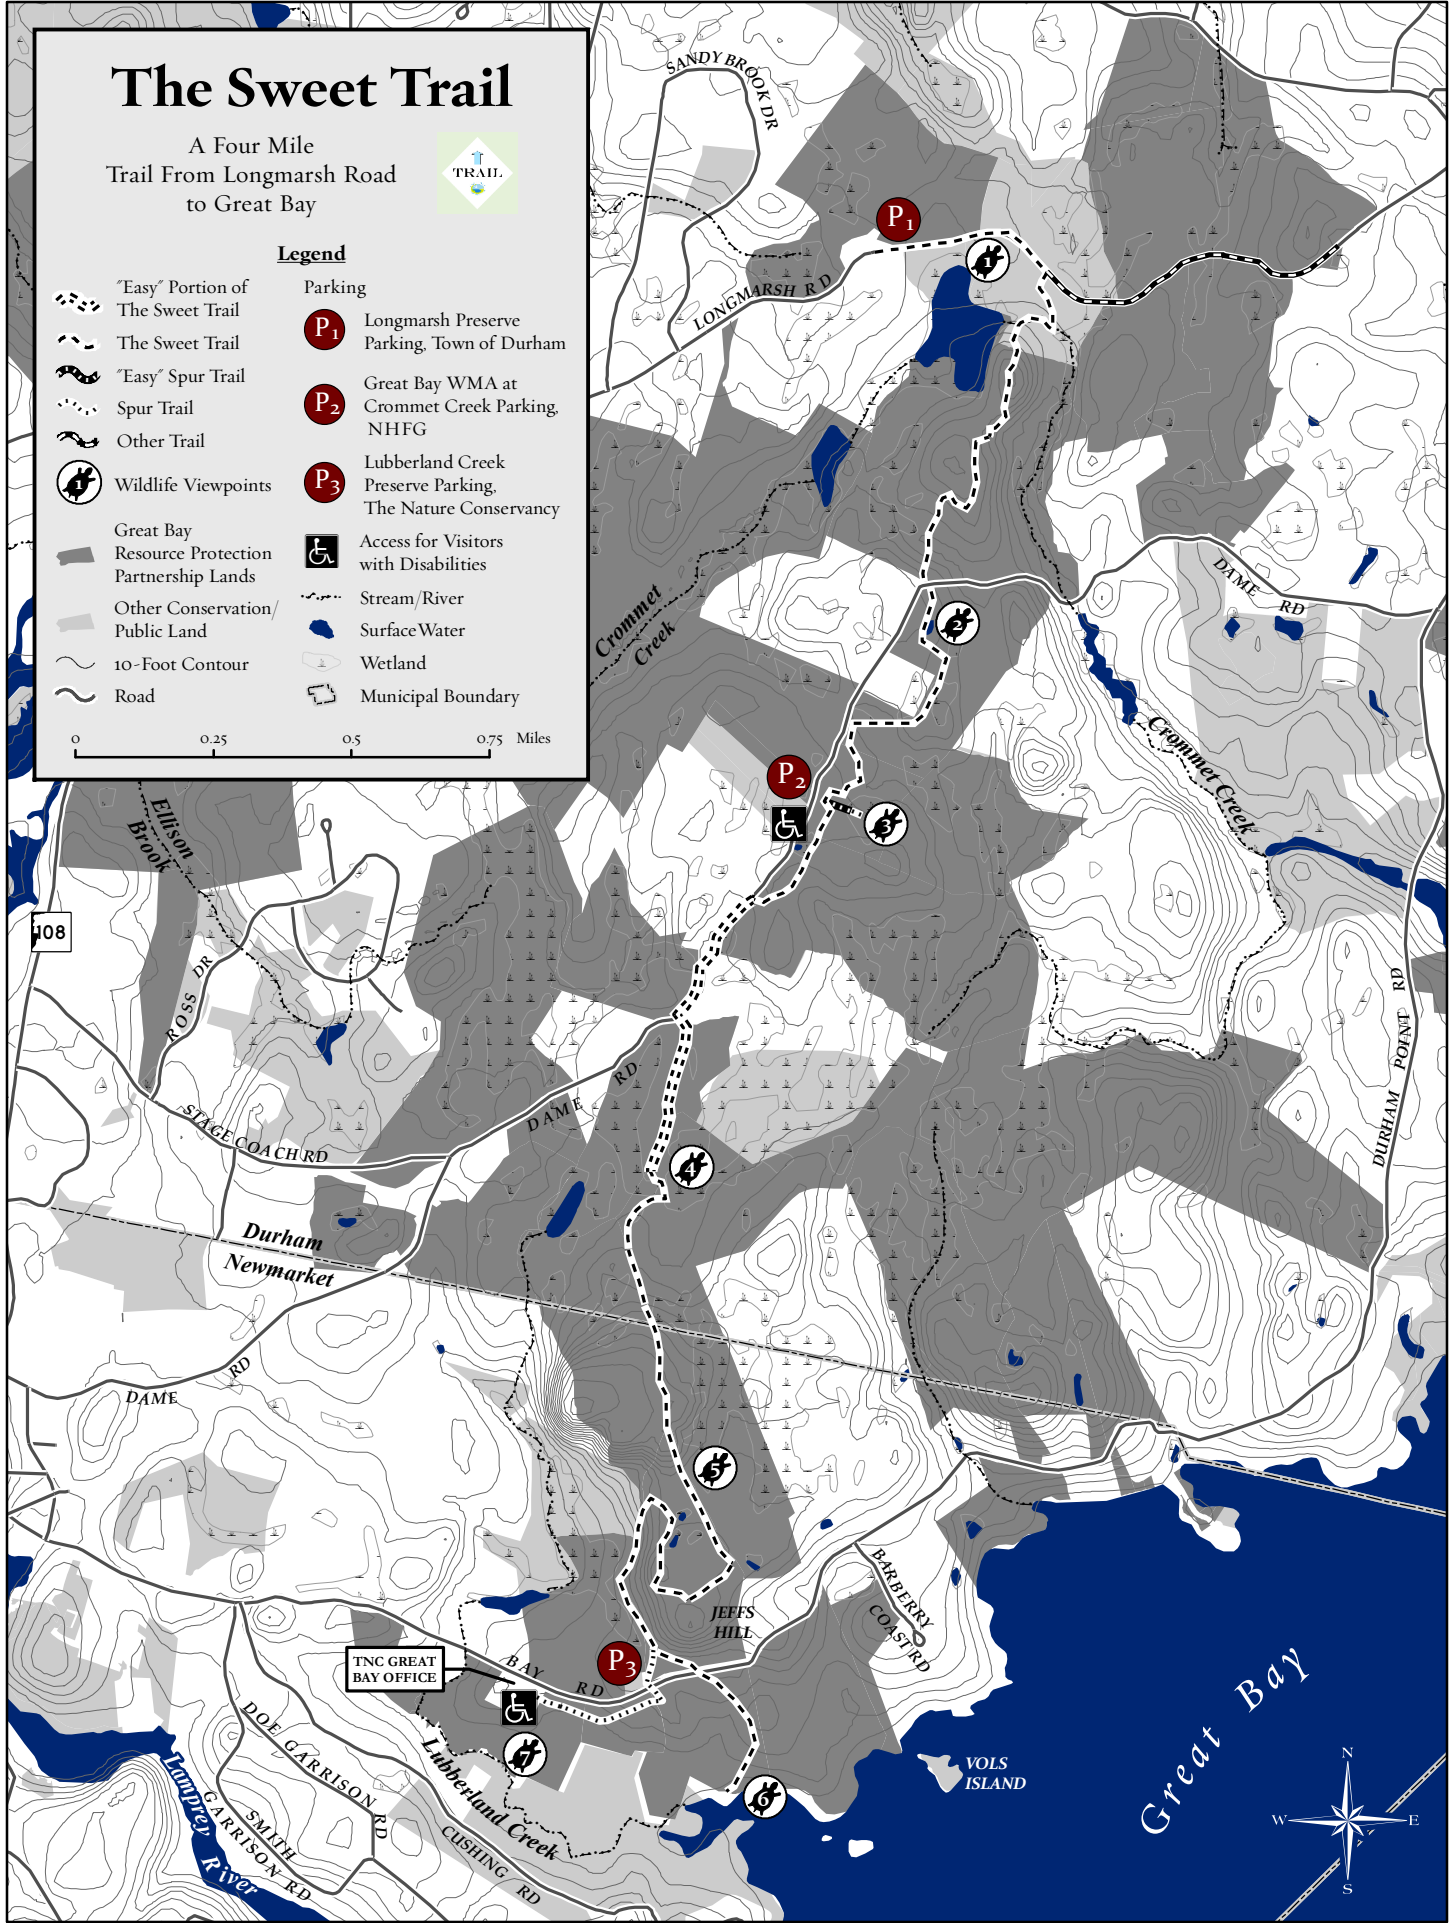 The Sweet Trail
A Four Mile
Trail From Longmarsh Road
to Great Bay
TRAIL
Legend
"Easy" Portion of
The Sweet Trail
The Sweet Trail
"Easy" Spur Trail
Spur Trail
Other Trail
1
Wildlife Viewpoints
Great Bay
Resource Protection
Partnership Lands
Other Conservation/
Public Land
10-Foot Contour
Road
Parking
P1
Longmarsh Preserve
Parking, Town of Durham
P2
Great Bay WMA at
Crommet Creek Parking,
NHFG
P3
Lubberland Creek
Preserve Parking,
The Nature Conservancy
Access for Visitors
with Disabilities
Stream/River
Surface Water
Wetland
Municipal Boundary
0 0.25 0.5 0.75 Miles
SANDY BROOK DR
P1
1
LONGMARSH RD
Crommet
Creek
DAME
RD
2
Crommet Creek
P2
3
Ellison
Brook
108
ROSS DR
DAME RD
STAGECOACH RD
DURHAM POINT RD
4
Durham
Newmarket
DAME RD
5
BARBERRY
COAST RD
JEFFS
HILL
P3
TNC GREAT
BAY OFFICE
BAY
RD
7
6
DOE GARRISON RD
SMITH
GARRISON RD
Lubberland Creek
CUSHING RD
Lamprey
River
VOLS
ISLAND
Great Bay
N
W
E
S